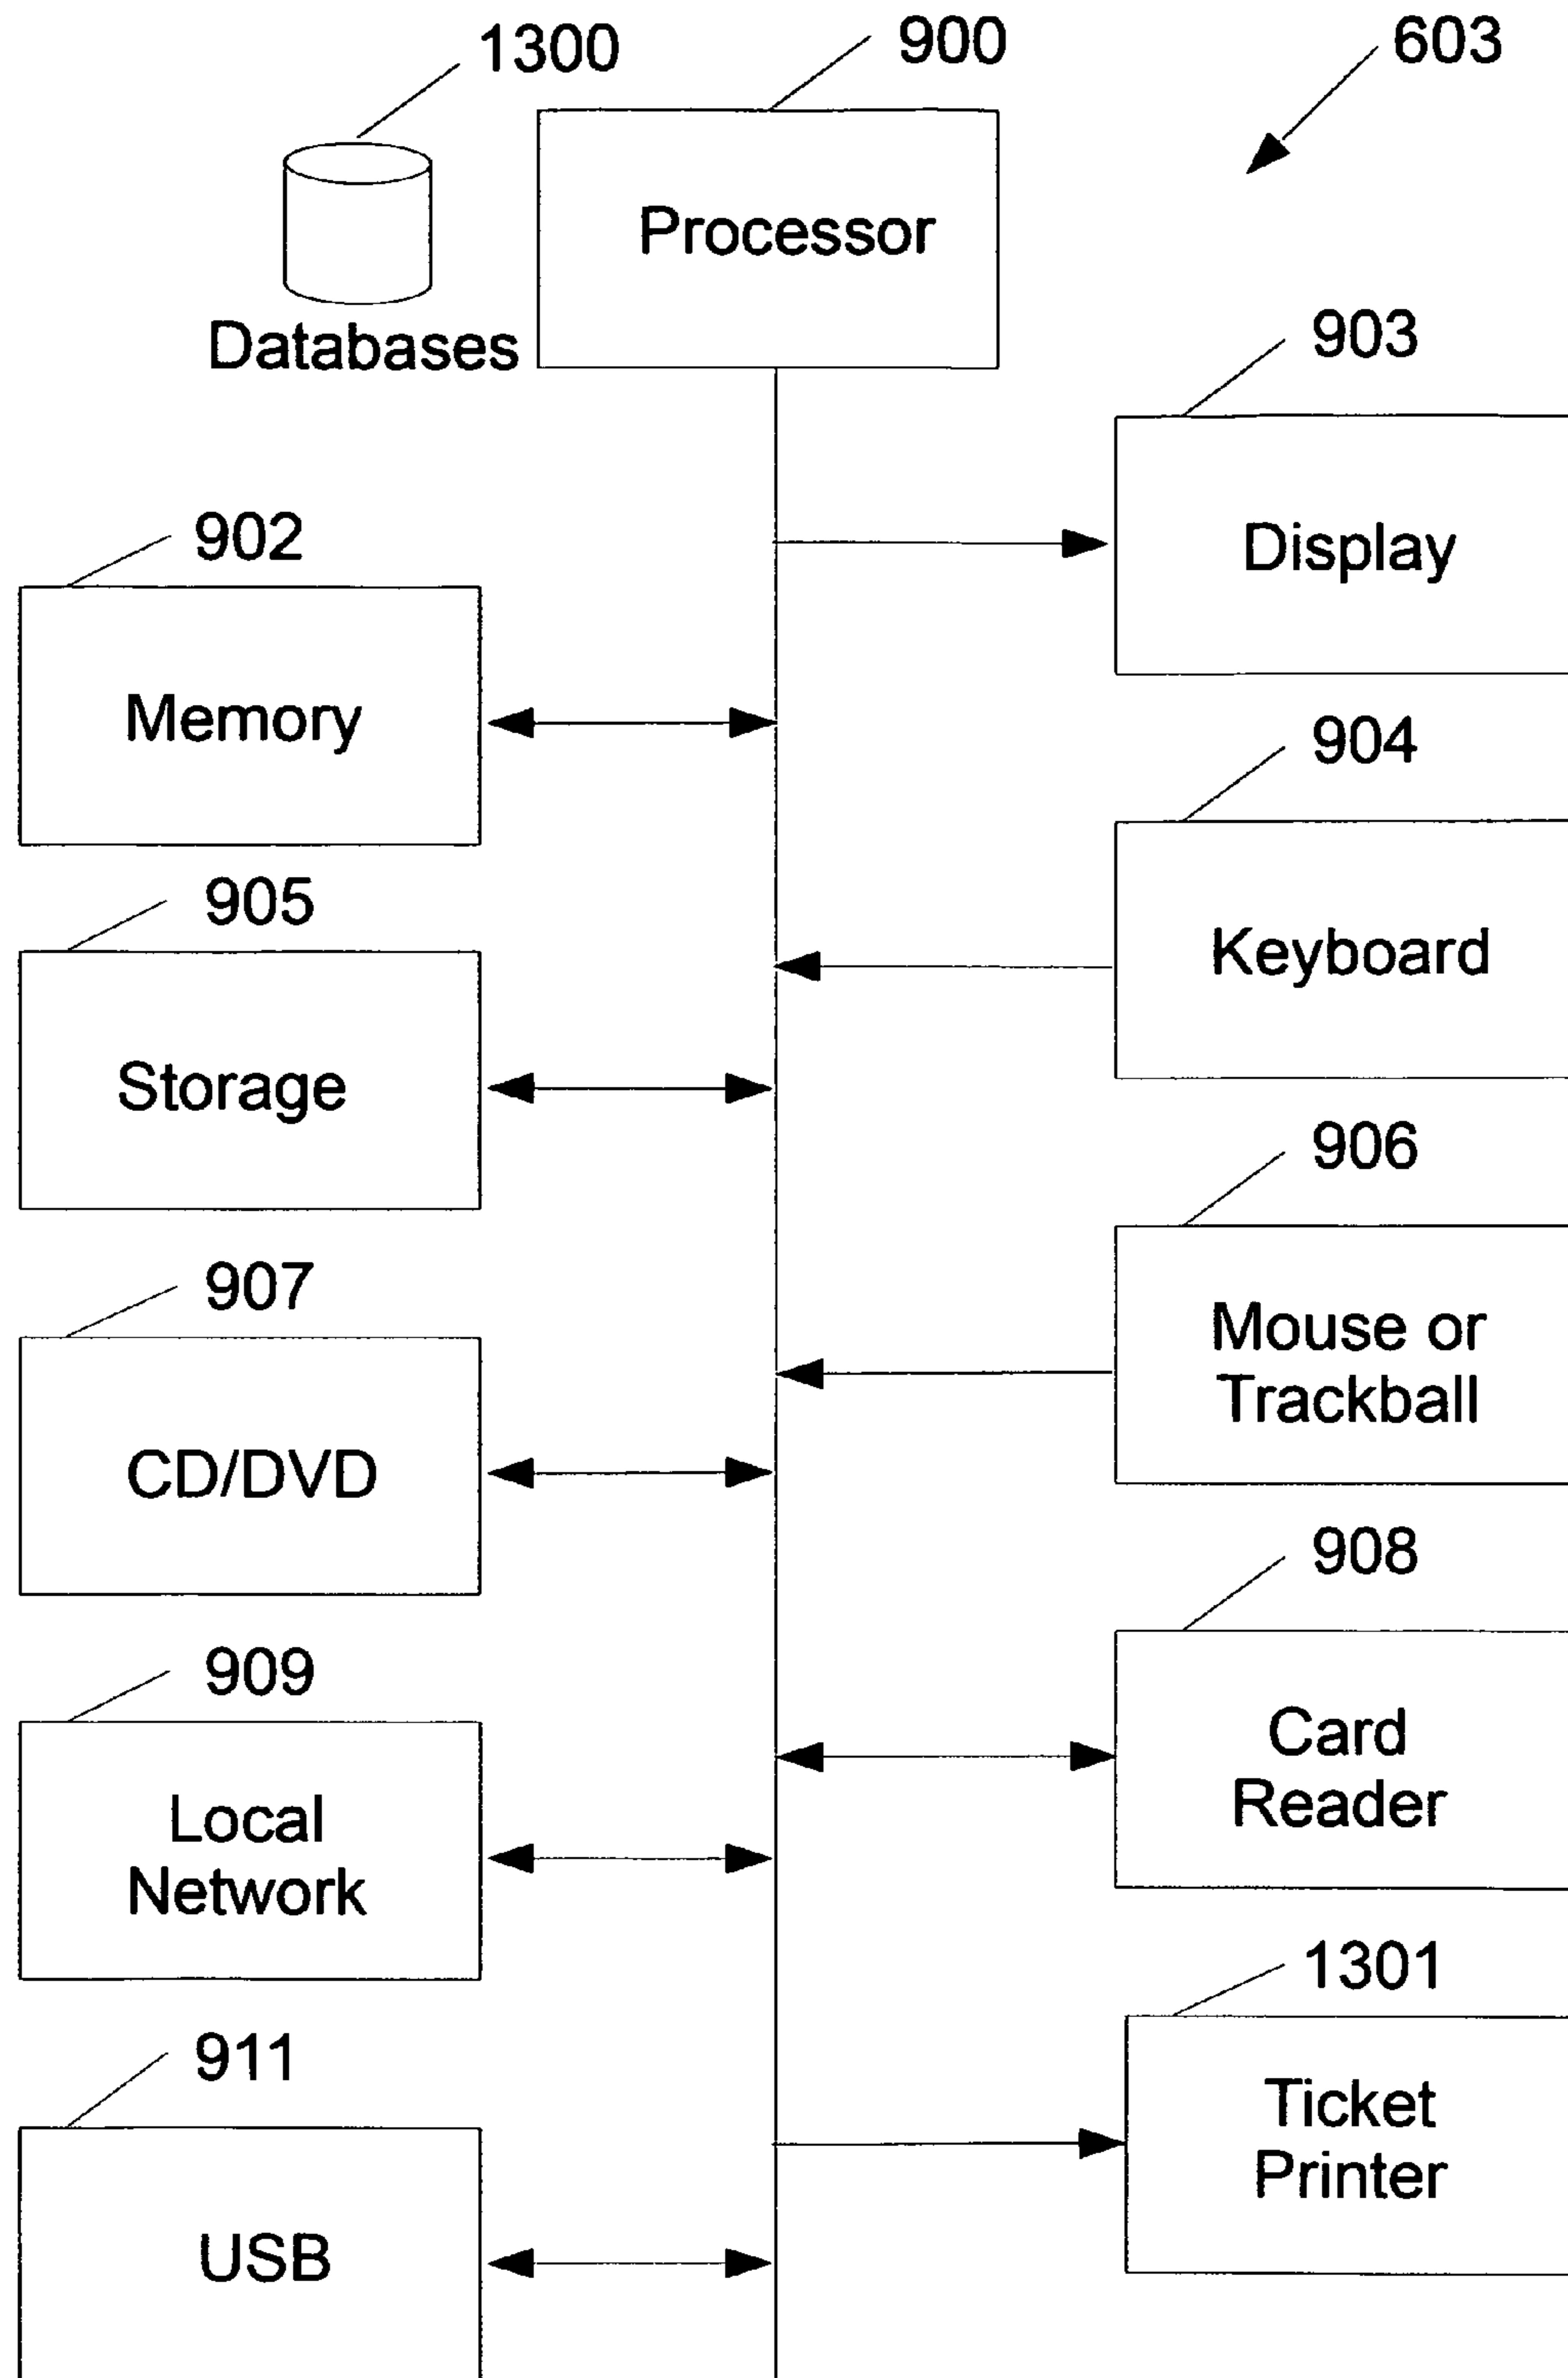 1300
900
603
Processor
Databases
903
Display
902
Memory
904
Keyboard
905
Storage
906
Mouse or
Trackball
907
CD/DVD
908
Card
Reader
909
Local
Network
1301
Ticket
Printer
911
USB